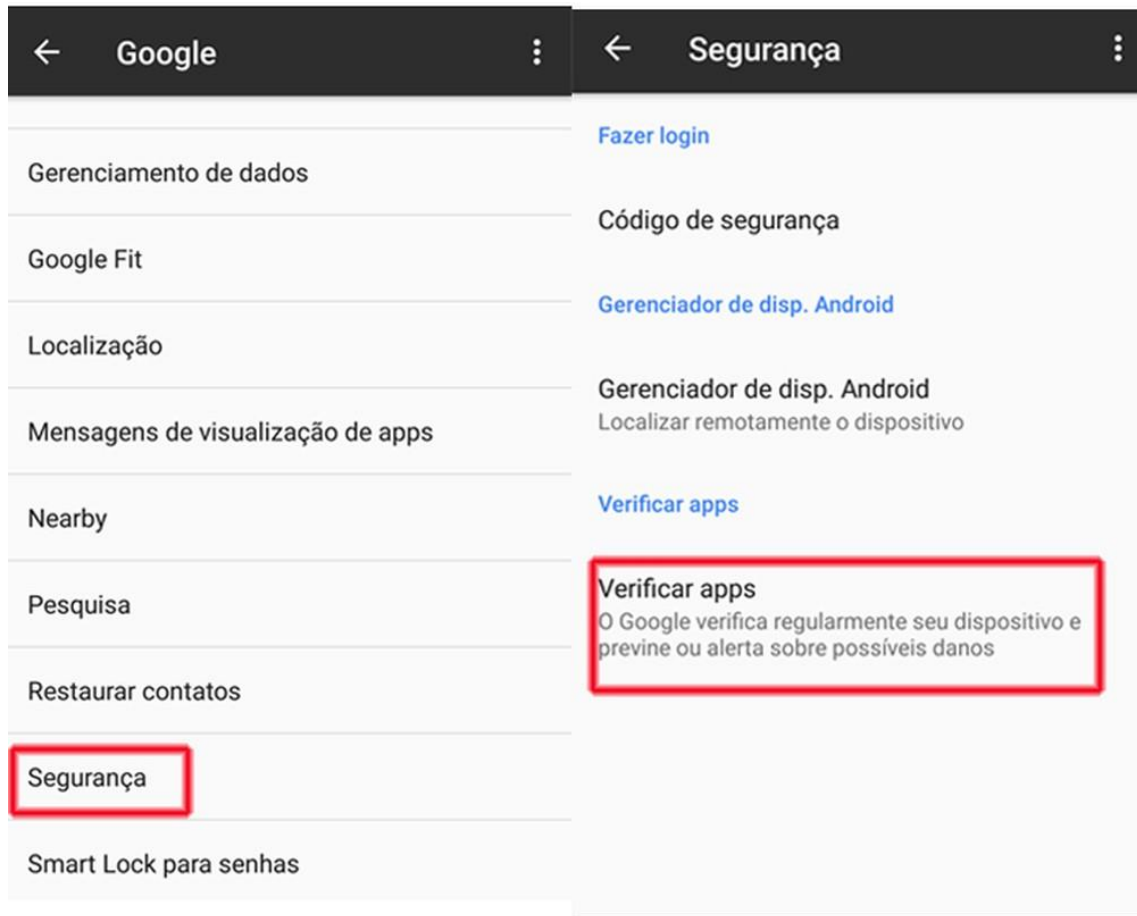 Google
Gerenciamento de dados
Google Fit
Localização
Mensagens de visualização de apps
Nearby
Pesquisa
Restaurar contatos
Segurança
Smart Lock para senhas
Segurança
Fazer login
Código de segurança
Gerenciador de disp. Android
Gerenciador de disp. Android
Localizar remotamente o dispositivo
Verificar apps
Verificar apps
O Google verifica regularmente seu dispositivo e
previne ou alerta sobre possíveis danos